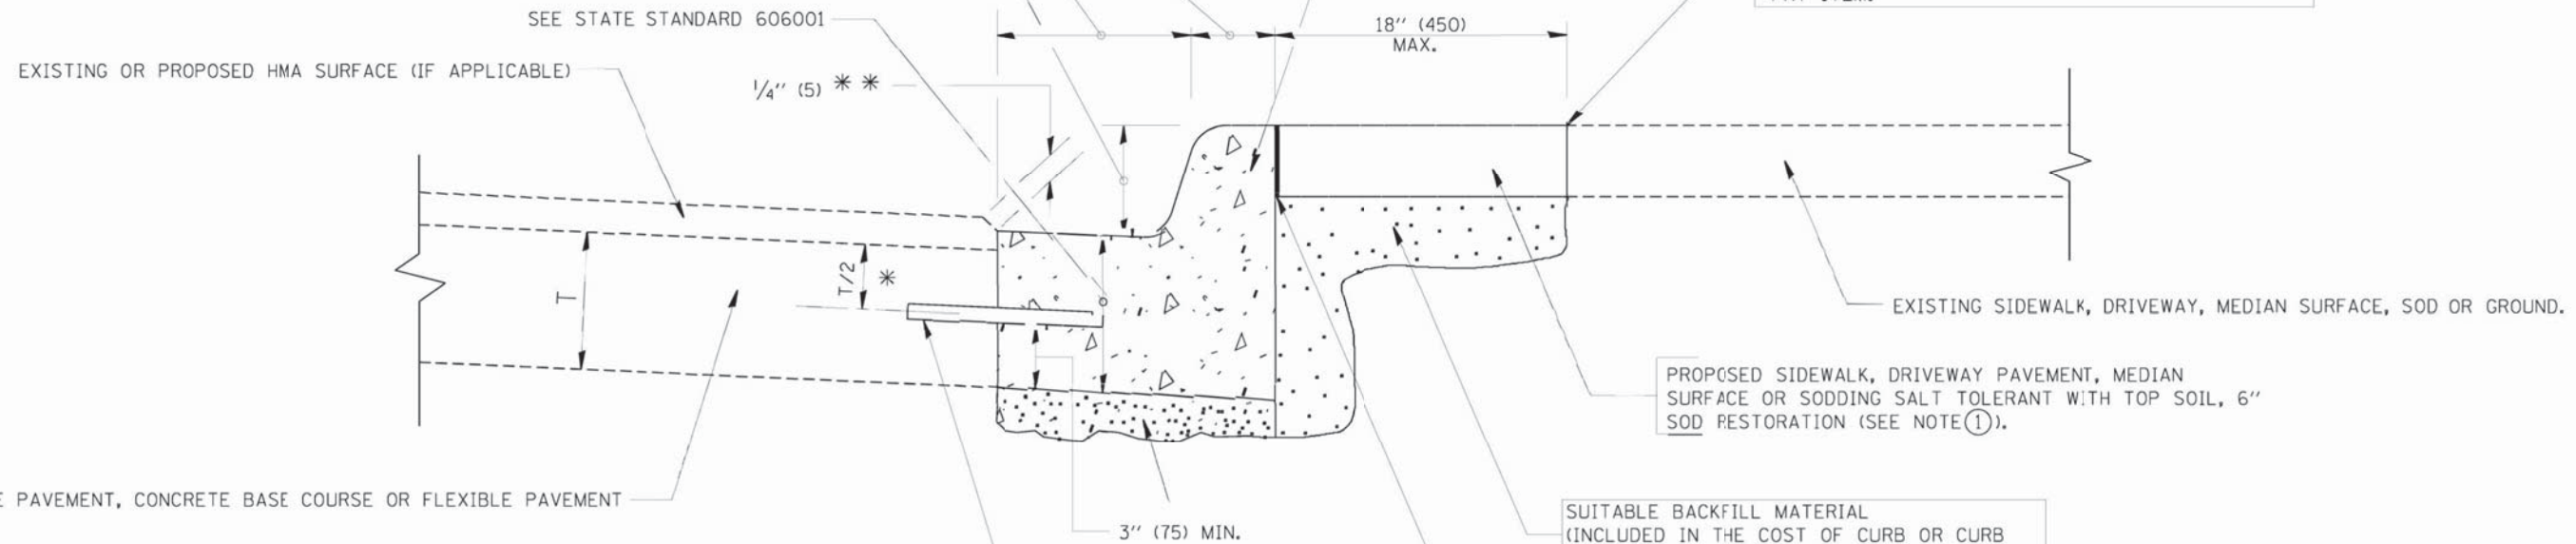 SEE STATE STANDARD 606001
18" (450)
MAX.
EXISTING OR PROPOSED HMA SURFACE (IF APPLICABLE)
1/4" (5) * *
T
T/2
*
EXISTING SIDEWALK, DRIVEWAY, MEDIAN SURFACE, SOD OR GROUND.
PROPOSED SIDEWALK, DRIVEWAY PAVEMENT, MEDIAN
SURFACE OR SODDING SALT TOLERANT WITH TOP SOIL, 6"
SOD RESTORATION (SEE NOTE ①).
PAVEMENT, CONCRETE BASE COURSE OR FLEXIBLE PAVEMENT
3" (75) MIN.
SUITABLE BACKFILL MATERIAL
(INCLUDED IN THE COST OF CURB OR CURB